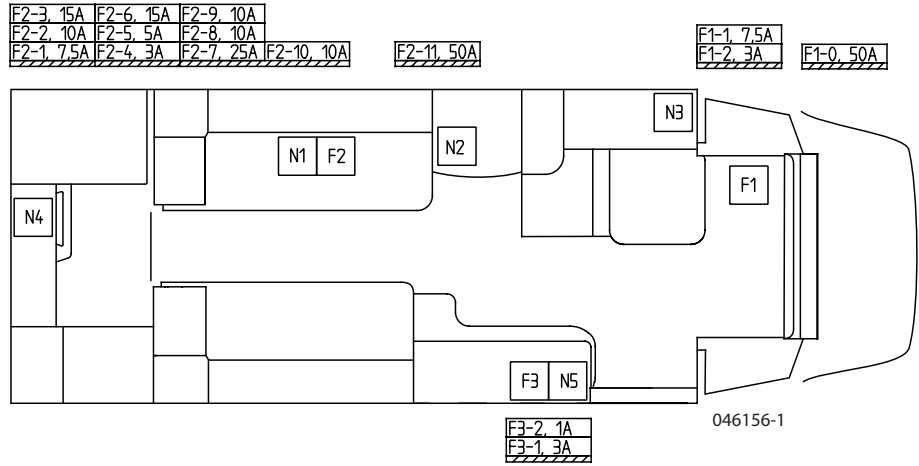 F2-3, 15A F2-6, 15A F2-9, 10A
F2-2, 10A F2-5, 5A F2-8, 10A
F2-1, 7,5A F2-4, 3A F2-7, 25A F2-10, 10A
F2-11, 50A
F1-1, 7,5A
F1-2, 3A
F1-0, 50A
N3
N1 F2
N2
F1
N4
F3 N5
F3-2, 1A
F3-1, 3A
046156-1